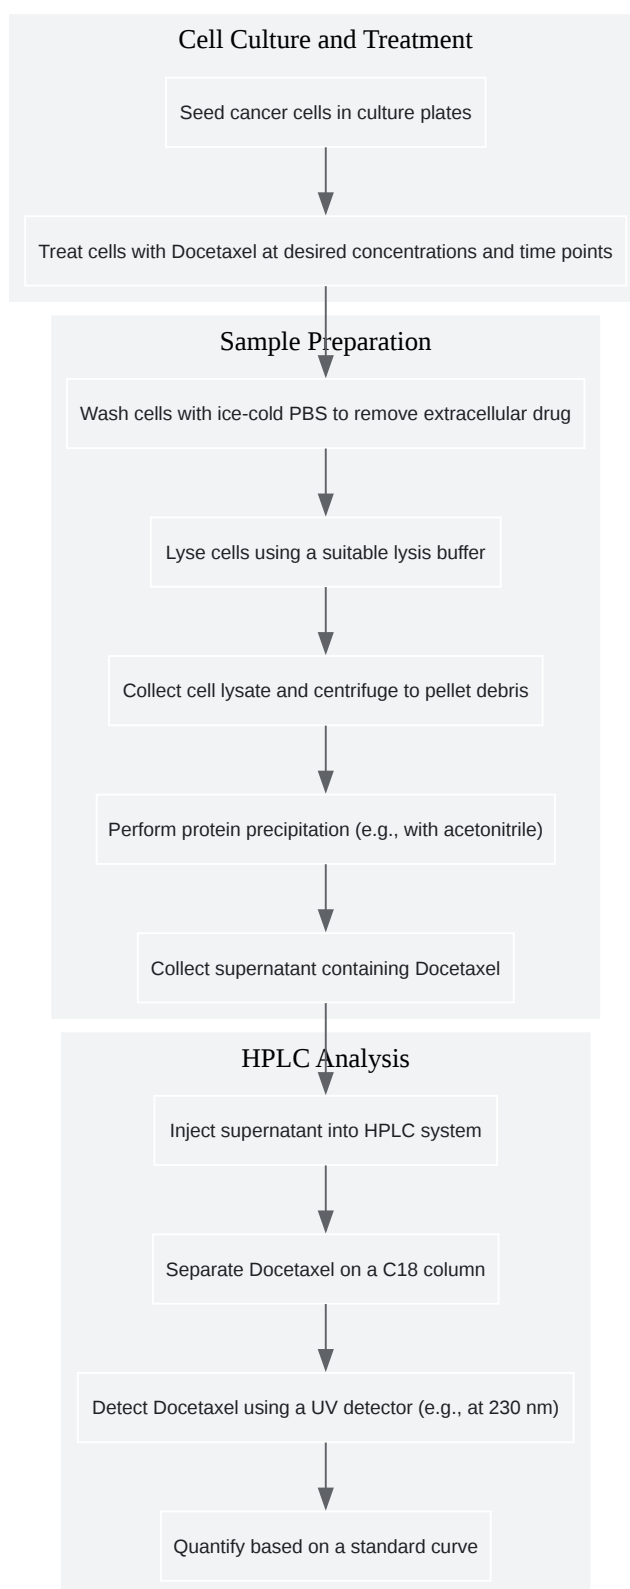 Cell Culture and Treatment
Seed cancer cells in culture plates
Treat cells with Docetaxel at desired concentrations and time points
Sample Preparation
Wash cells with ice-cold PBS to remove extracellular drug
Lyse cells using a suitable lysis buffer
Collect cell lysate and centrifuge to pellet debris
Perform protein precipitation (e.g., with acetonitrile)
Collect supernatant containing Docetaxel
HPLC Analysis
Inject supernatant into HPLC system
Separate Docetaxel on a C18 column
Detect Docetaxel using a UV detector (e.g., at 230 nm)
Quantify based on a standard curve